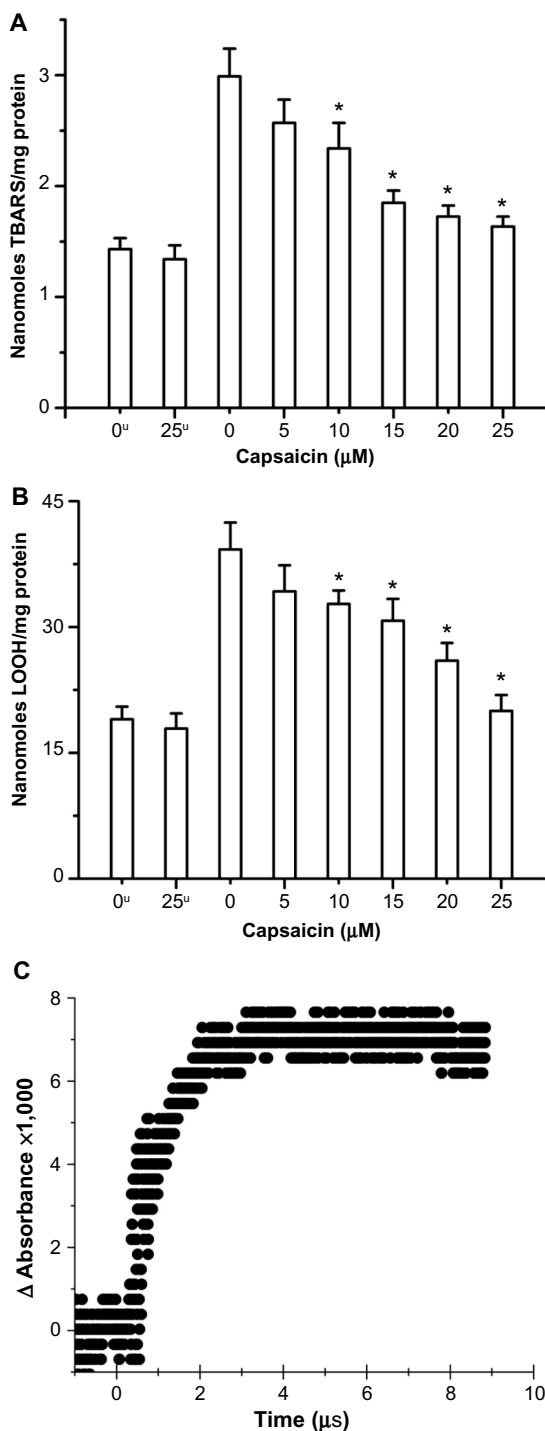 A
Nanomoles TBARS/mg protein
3
2
1
0
* * * *
0ᵘ 25ᵘ 0 5 10 15 20 25
Capsaicin (μM)
B
Nanomoles LOOH/mg protein
45
30
15
0
* * * *
0ᵘ 25ᵘ 0 5 10 15 20 25
Capsaicin (μM)
C
Δ Absorbance ×1,000
8
6
4
2
0
0 2 4 6 8 10
Time (μs)